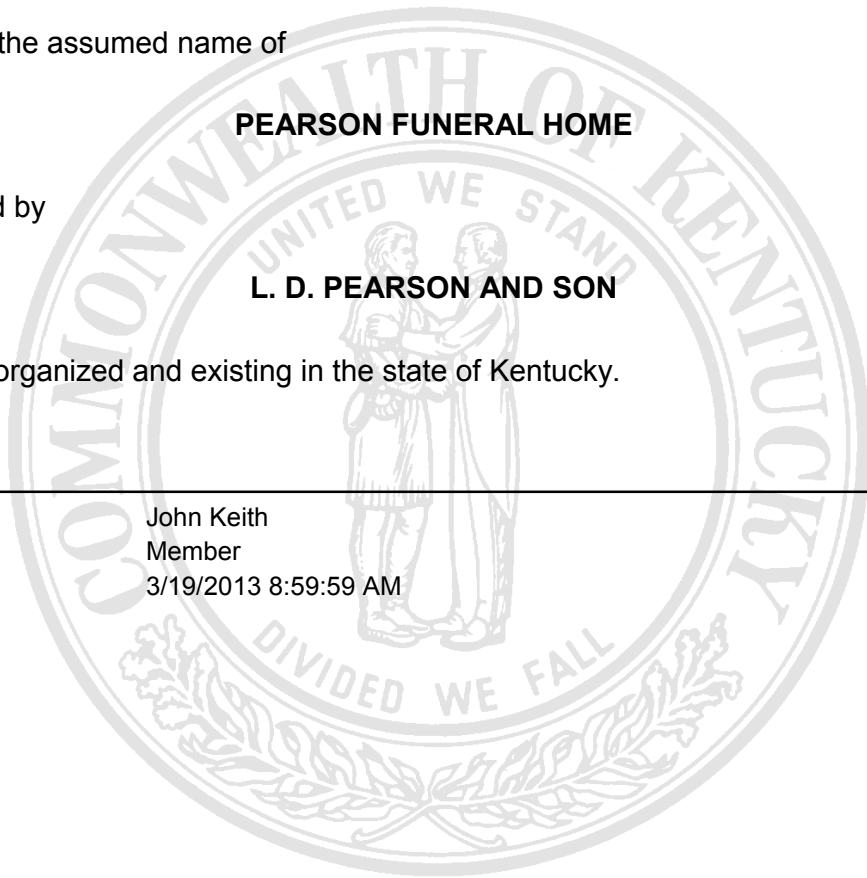 the assumed name of
PEARSON FUNERAL HOME
d by
L. D. PEARSON AND SON
organized and existing in the state of Kentucky.
John Keith
Member
3/19/2013 8:59:59 AM
COMMONWEALTH OF KENTUCKY
UNITED WE STAND
DIVIDED WE FALL